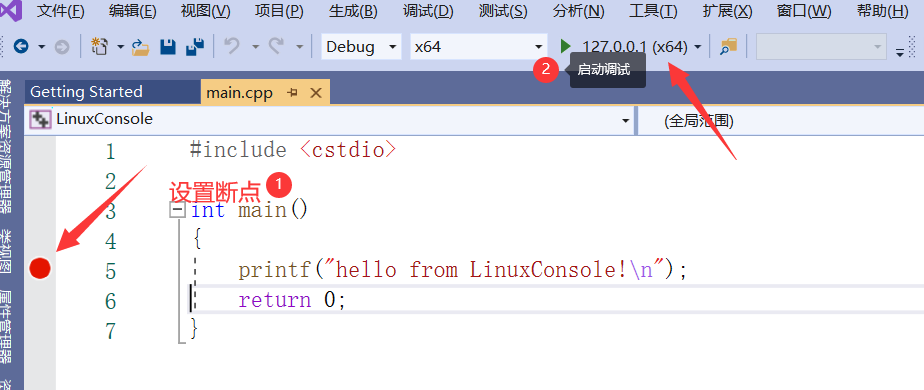 文件(F) 编辑(E) 视图(V) 项目(P) 生成(B) 调试(D) 测试(S) 分析(N) 工具(T) 扩展(X) 窗口(W) 帮助(H)
Debug x64 127.0.0.1 (x64)
2 启动调试
Getting Started main.cpp
LinuxConsole (全局范围)
解决方案资源管理器
类视图
属性管理器
1 #include <cstdio>
2
设置断点 1
3 int main()
4 {
5 printf("hello from LinuxConsole!\n");
6 return 0;
7 }